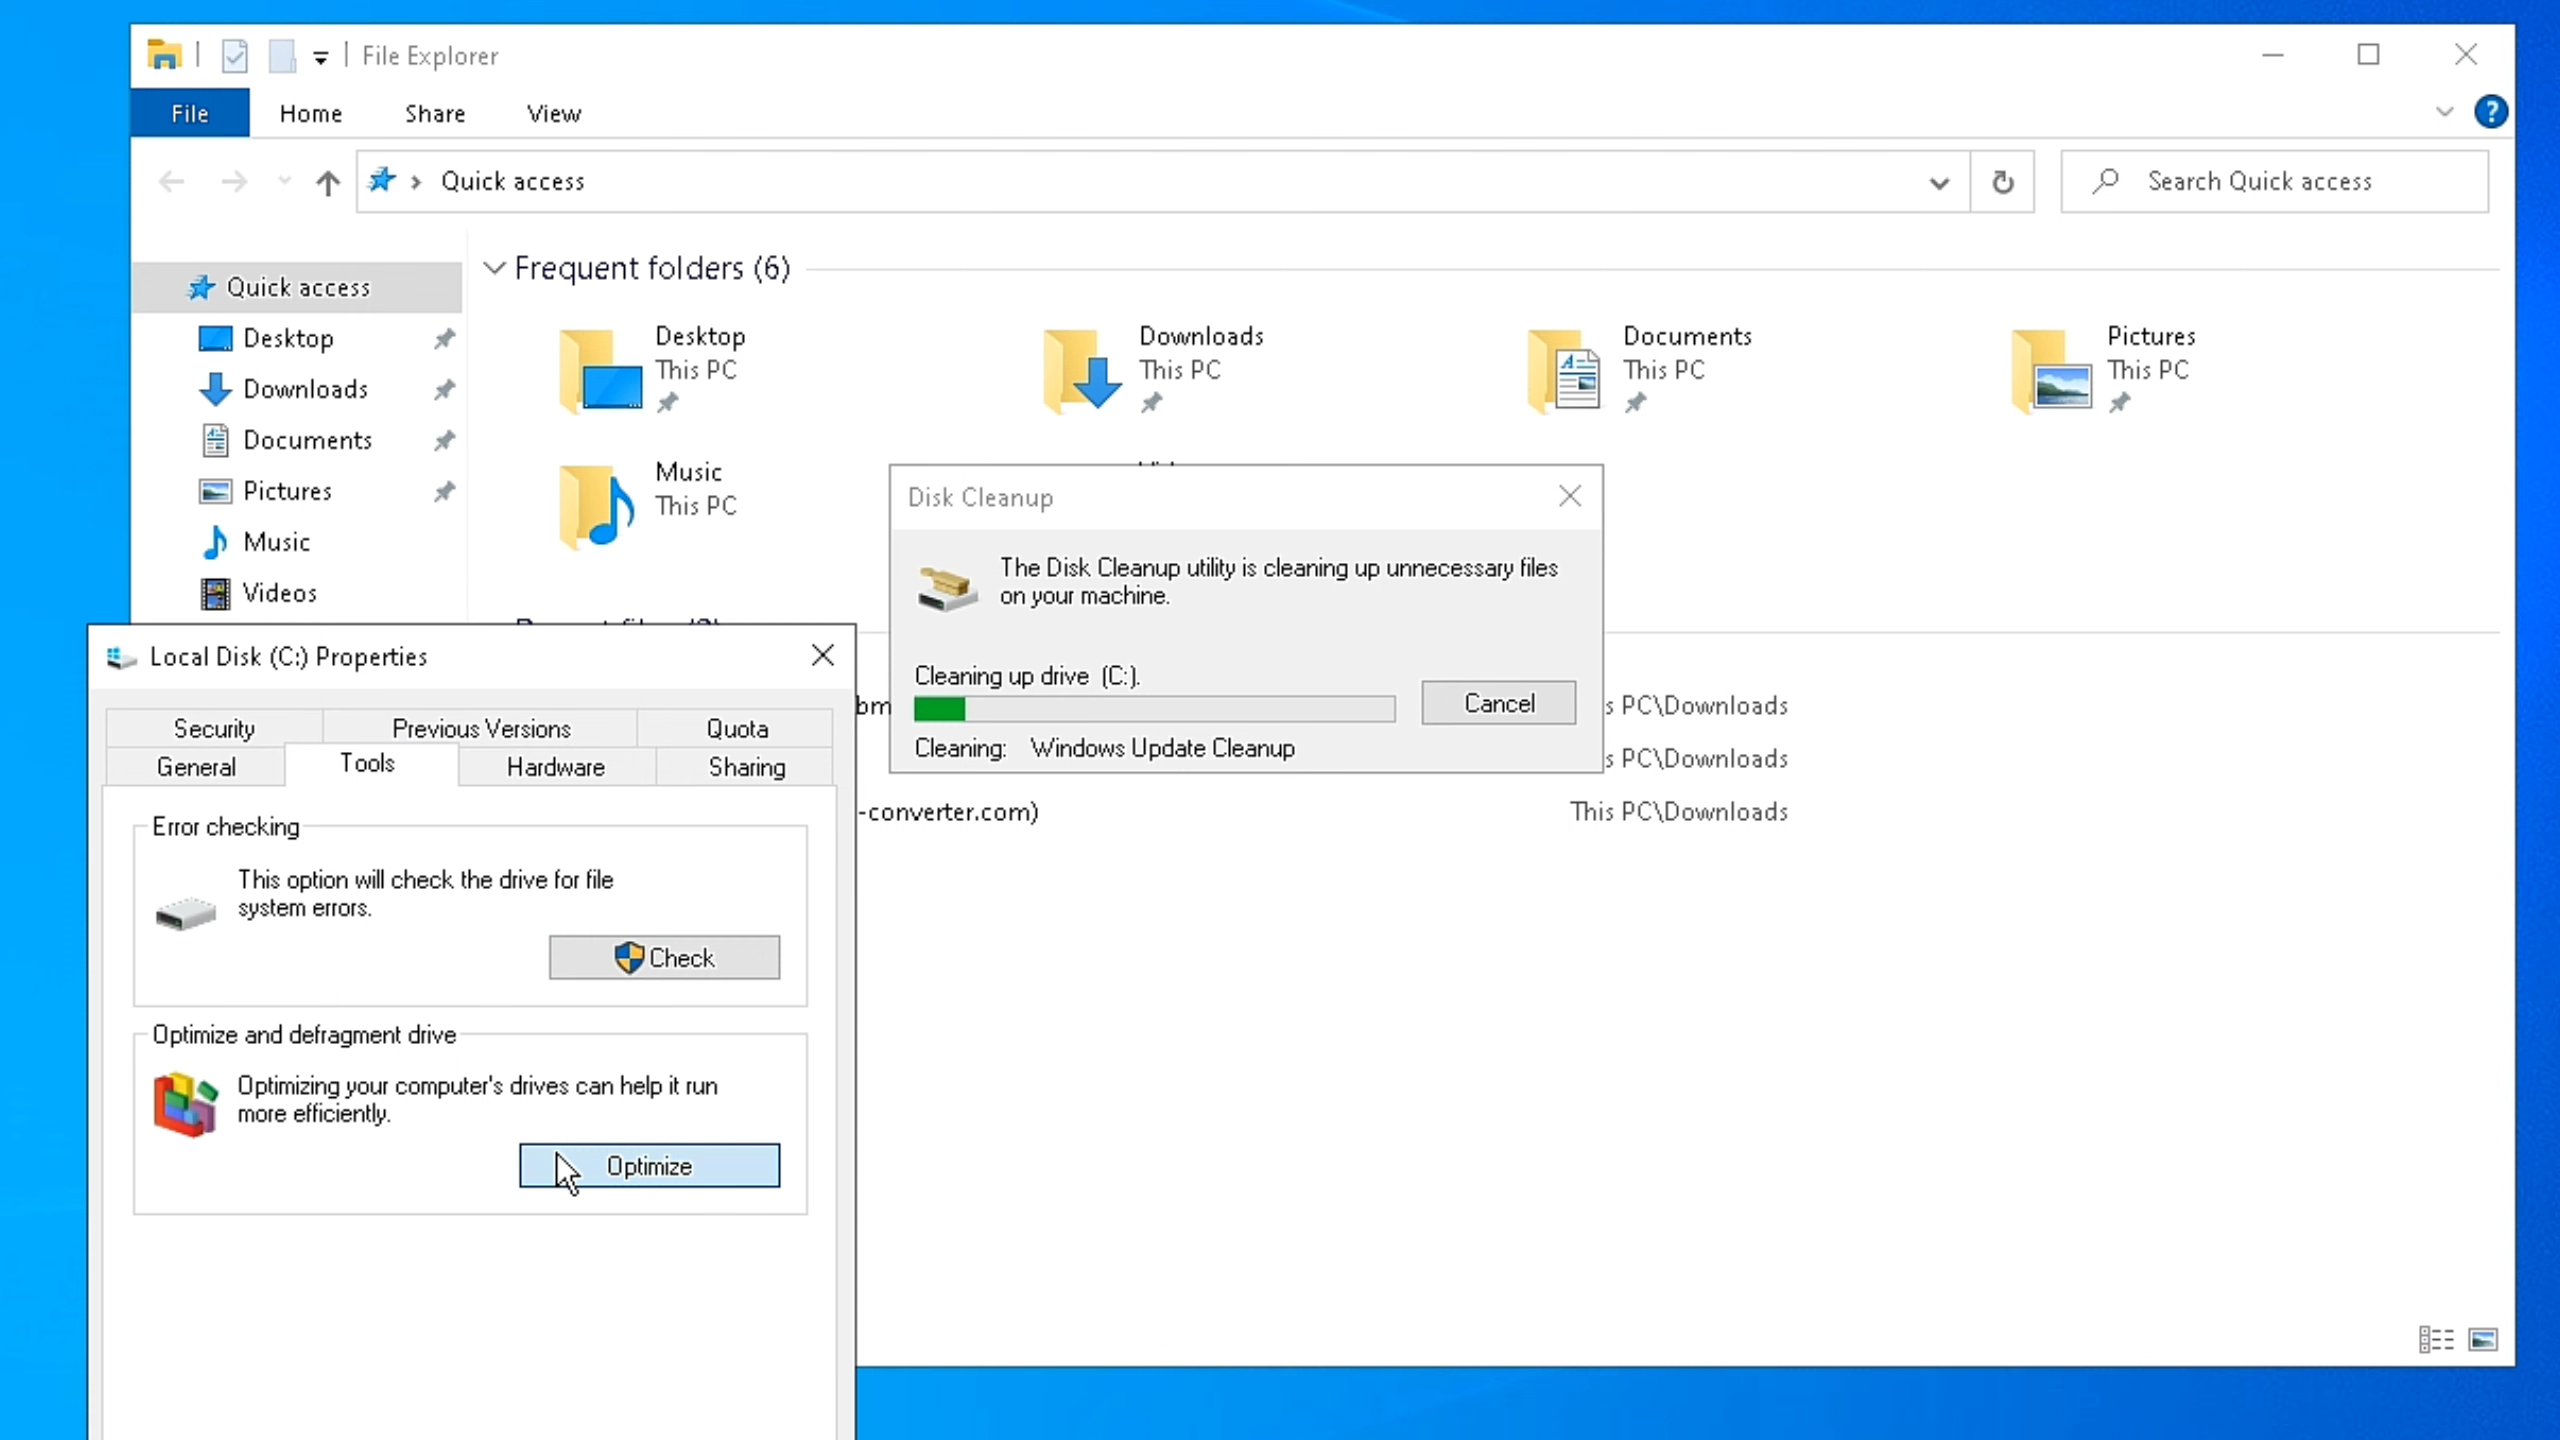 File Explorer
File Home Share View
Quick access
Search Quick access
Quick access
Desktop
Downloads
Documents
Pictures
Music
Videos
Frequent folders (6)
Desktop
This PC
Downloads
This PC
Documents
This PC
Pictures
This PC
Music
This PC
Disk Cleanup
The Disk Cleanup utility is cleaning up unnecessary files
on your machine.
Cleaning up drive (C:).
Cancel
Cleaning: Windows Update Cleanup
s PC\Downloads
s PC\Downloads
-converter.com)
This PC\Downloads
Local Disk (C:) Properties
Security Previous Versions Quota
General Tools Hardware Sharing
Error checking
This option will check the drive for file
system errors.
Check
Optimize and defragment drive
Optimizing your computer's drives can help it run
more efficiently.
Optimize